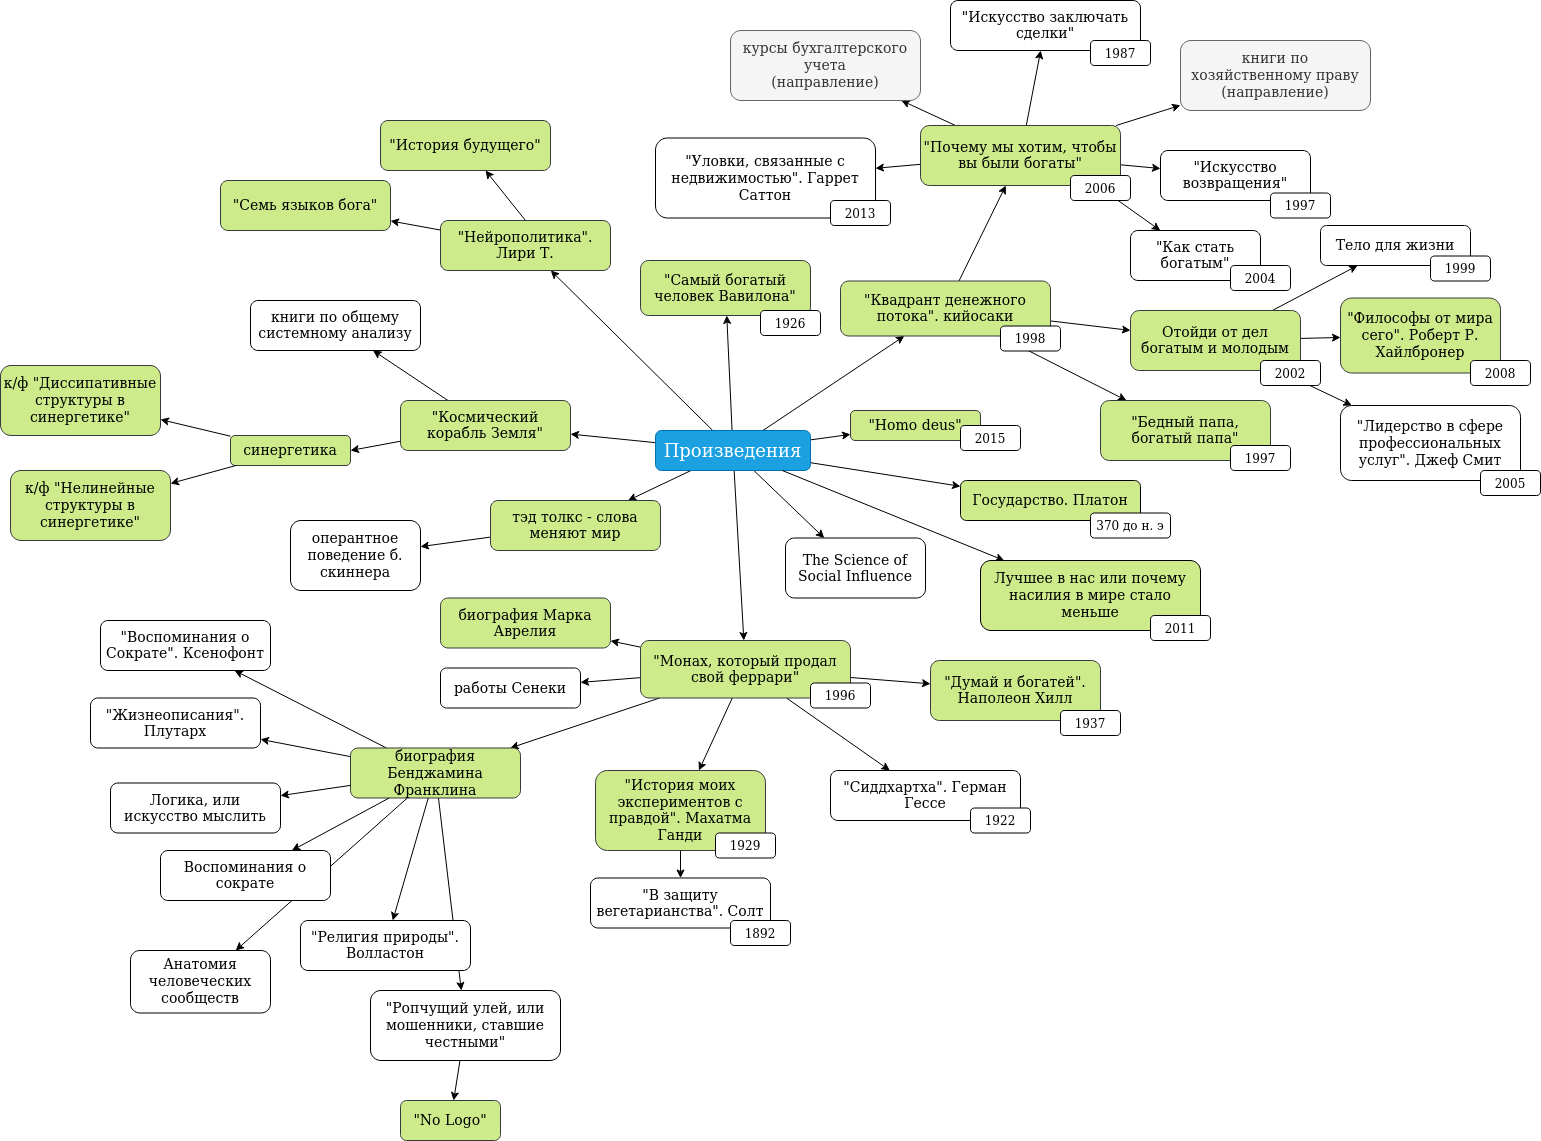 "Искусство заключать
сделки"
1987
курсы бухгалтерского
учета
(направление)
книги по
хозяйственному праву
(направление)
"История будущего"
"Почему мы хотим, чтобы
вы были богаты"
2006
"Уловки, связанные с
недвижимостью". Гаррет
Саттон
2013
"Искусство
возвращения"
1997
"Семь языков бога"
"Нейрополитика".
Лири Т.
"Как стать
богатым"
2004
Тело для жизни
1999
"Самый богатый
человек Вавилона"
1926
"Квадрант денежного
потока". кийосаки
1998
книги по общему
системному анализу
Отойди от дел
богатым и молодым
2002
"Философы от мира
сего". Роберт Р.
Хайлбронер
2008
к/ф "Диссипативные
структуры в
синергетике"
"Космический
корабль Земля"
"Homo deus"
2015
"Бедный папа,
богатый папа"
1997
"Лидерство в сфере
профессиональных
услуг". Джеф Смит
2005
синергетика
Произведения
к/ф "Нелинейные
структуры в
синергетике"
Государство. Платон
370 до н. э
тэд толкс - слова
меняют мир
оперантное
поведение б.
скиннера
The Science of
Social Influence
Лучшее в нас или почему
насилия в мире стало
меньше
2011
биография Марка
Аврелия
"Воспоминания о
Сократе". Ксенофонт
"Монах, который продал
свой феррари"
1996
работы Сенеки
"Думай и богатей".
Наполеон Хилл
1937
"Жизнеописания".
Плутарх
биография
Бенджамина
Франклина
"История моих
экспериментов с
правдой". Махатма
Ганди
1929
"Сиддхартха". Герман
Гессе
1922
Логика, или
искусство мыслить
Воспоминания о
сократе
"В защиту
вегетарианства". Солт
1892
"Религия природы".
Волластон
Анатомия
человеческих
сообществ
"Ропчущий улей, или
мошенники, ставшие
честными"
"No Logo"